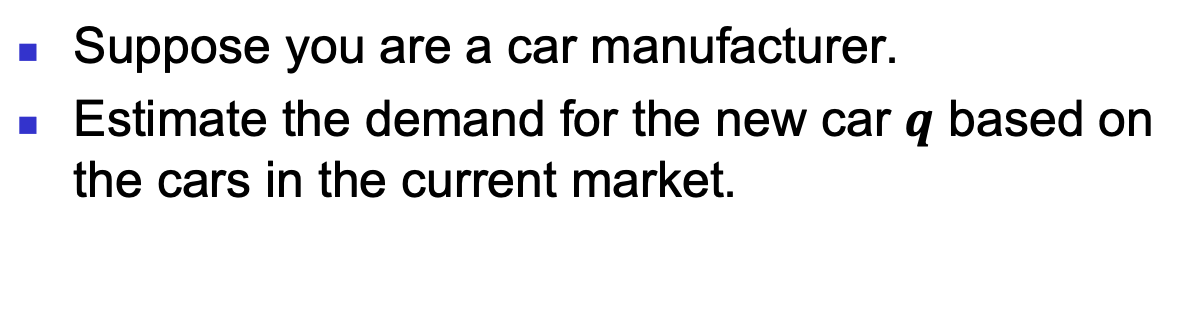 ▪ Suppose you are a car manufacturer.
▪ Estimate the demand for the new car q based on
the cars in the current market.